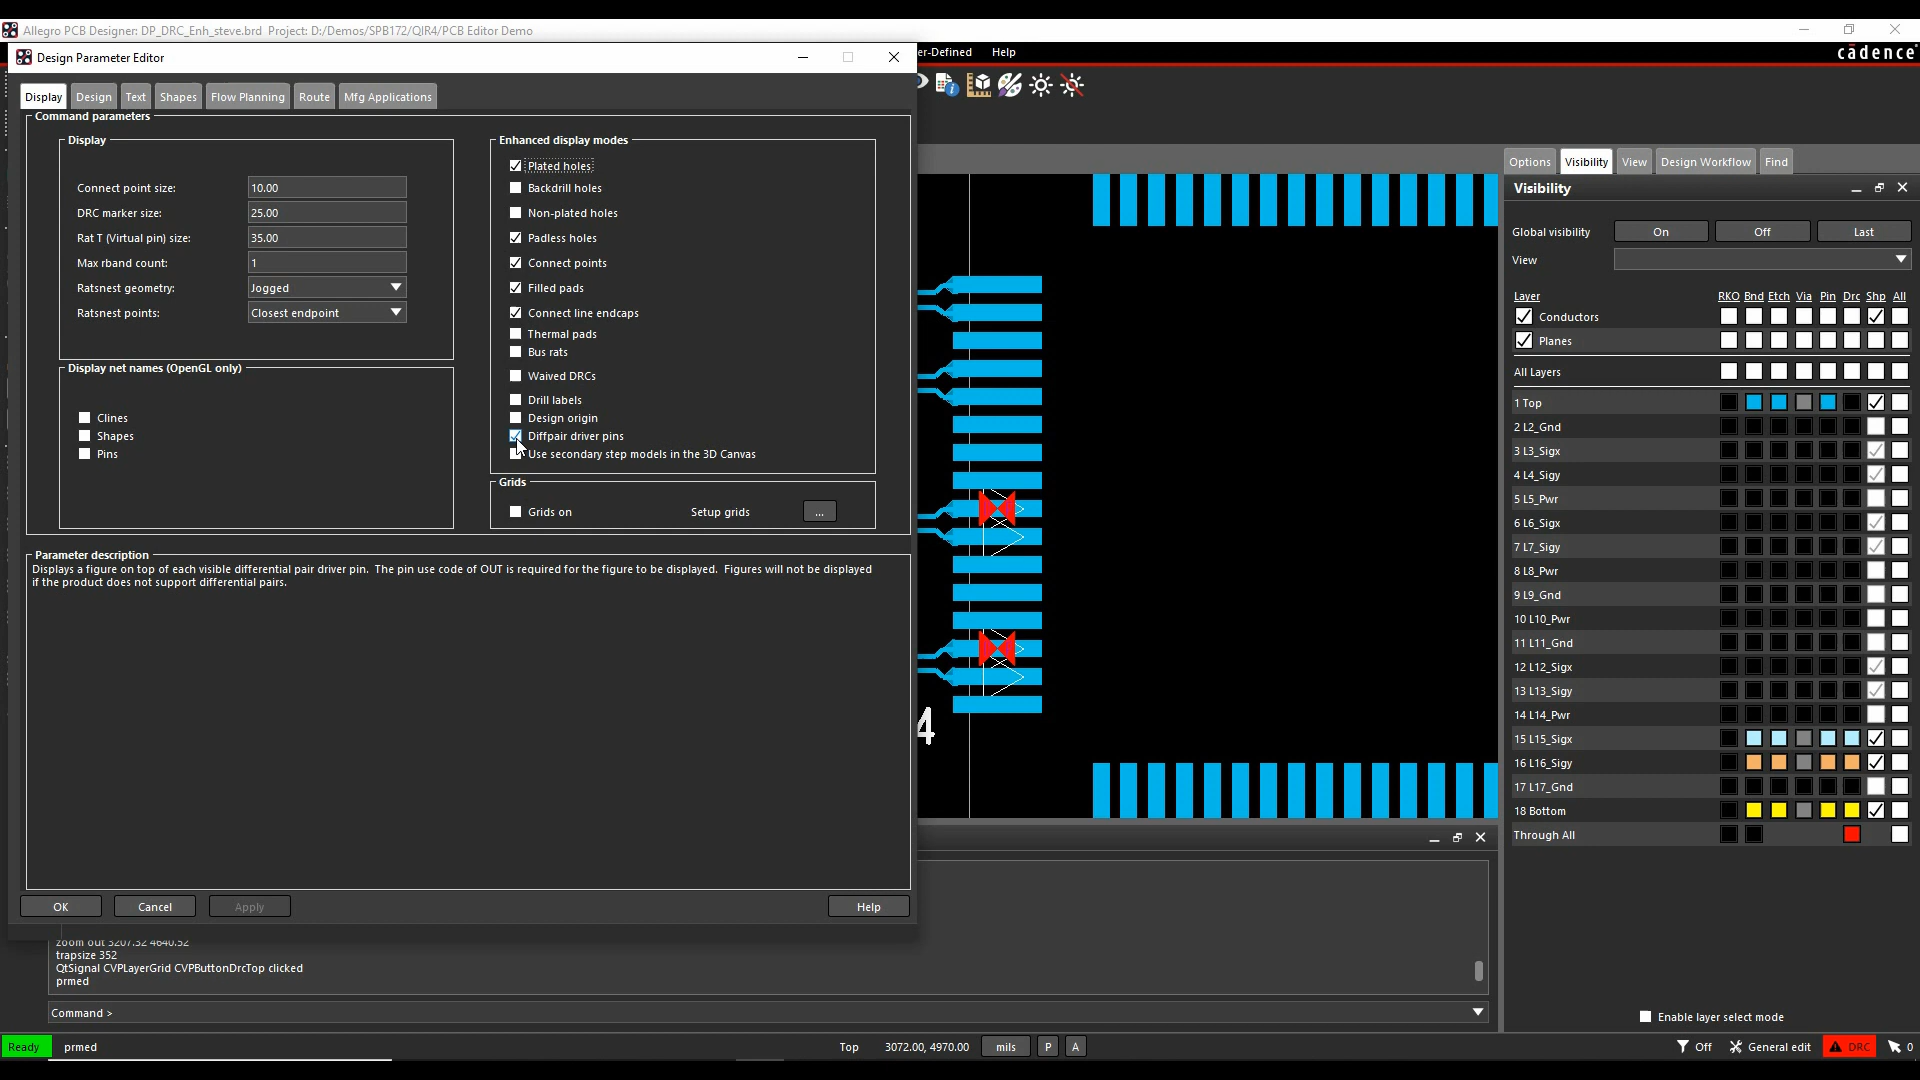 Allegro PCB Designer: DP_DRC_Enh_steve.brd Project: D:/Demos/SPB172/QIR4/PCB Editor Demo
Design Parameter Editor
er-Defined Help
cādence
Display Design Text Shapes Flow Planning Route Mfg Applications
Command parameters
Display
Connect point size: 10.00
DRC marker size: 25.00
Rat T (Virtual pin) size: 35.00
Max rband count: 1
Ratsnest geometry: Jogged
Ratsnest points: Closest endpoint
Display net names (OpenGL only)
Clines
Shapes
Pins
Enhanced display modes
Plated holes
Backdrill holes
Non-plated holes
Padless holes
Connect points
Filled pads
Connect line endcaps
Thermal pads
Bus rats
Waived DRCs
Drill labels
Design origin
Diffpair driver pins
Use secondary step models in the 3D Canvas
Grids
Grids on Setup grids ...
Parameter description
Displays a figure on top of each visible differential pair driver pin. The pin use code of OUT is required for the figure to be displayed. Figures will not be displayed
if the product does not support differential pairs.
OK Cancel Apply Help
4
Options Visibility View Design Workflow Find
Visibility
Global visibility On Off Last
View
Layer RKO Bnd Etch Via Pin Drc Shp All
Conductors
Planes
All Layers
1 Top
2 L2_Gnd
3 L3_Sigx
4 L4_Sigy
5 L5_Pwr
6 L6_Sigx
7 L7_Sigy
8 L8_Pwr
9 L9_Gnd
10 L10_Pwr
11 L11_Gnd
12 L12_Sigx
13 L13_Sigy
14 L14_Pwr
15 L15_Sigx
16 L16_Sigy
17 L17_Gnd
18 Bottom
Through All
Enable layer select mode
zoom out 3207.32 4640.52
trapsize 352
QtSignal CVPLayerGrid CVPButtonDrcTop clicked
prmed
Command >
Ready prmed Top 3072.00, 4970.00 mils P A Off General edit DRC 0